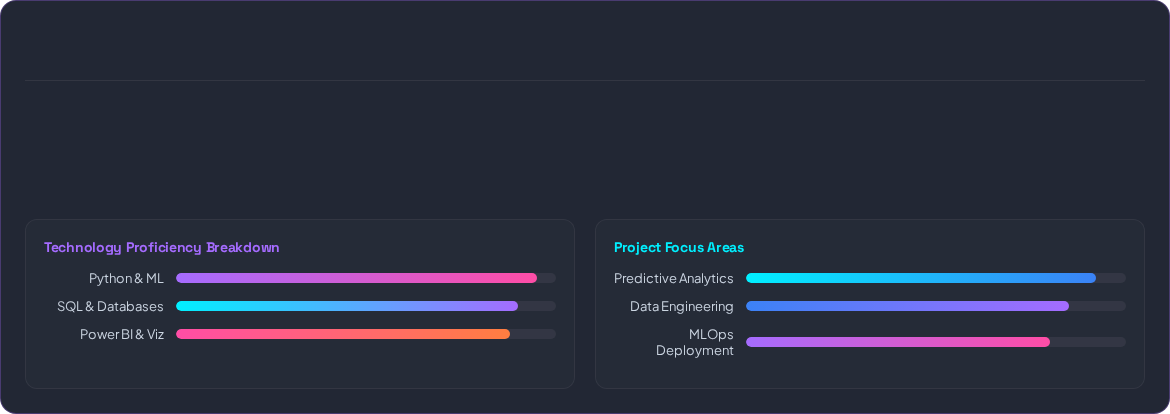 Technology Proficiency Breakdown
Python & ML
SQL & Databases
Power BI & Viz
Project Focus Areas
Predictive Analytics
Data Engineering
MLOps
Deployment